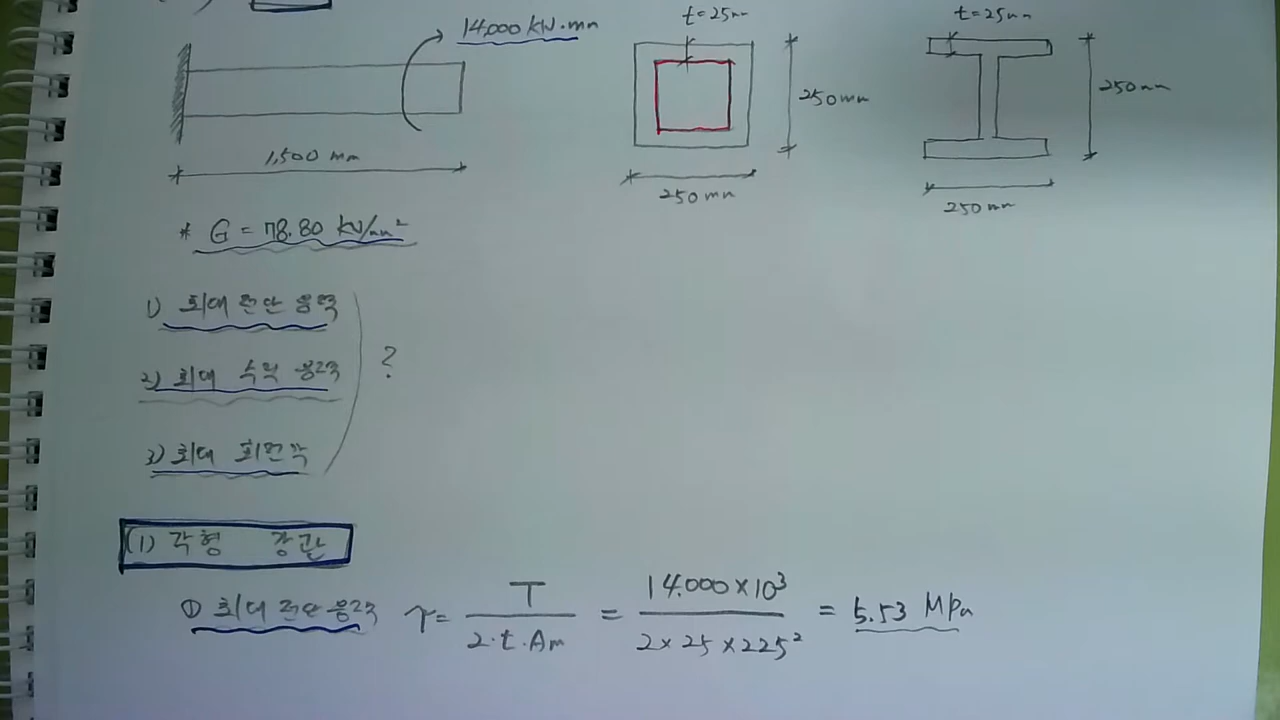 14,000 kN·mm
t=25mm
t=25mm
250mm
250mm
1,500 mm
250mm
250mm
* G = 78.80 kN/mm²
1) 최대 전단 응력
2) 최대 수직 응력
?
3) 최대 회전각
(1) 각형 강관
① 최대 전단응력 τ = T / 2·t·Am = 14.000×10³ / 2×25×225² = 5.53 MPa